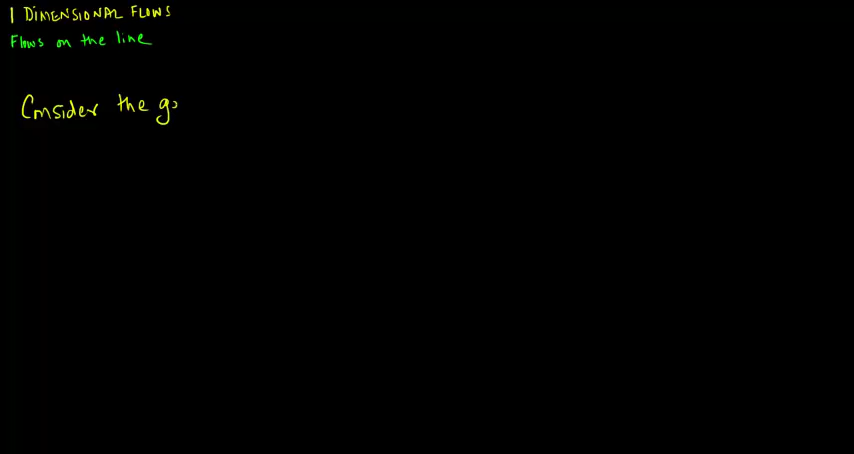 1 DIMENSIONAL FLOWS
Flows on the line
Consider the